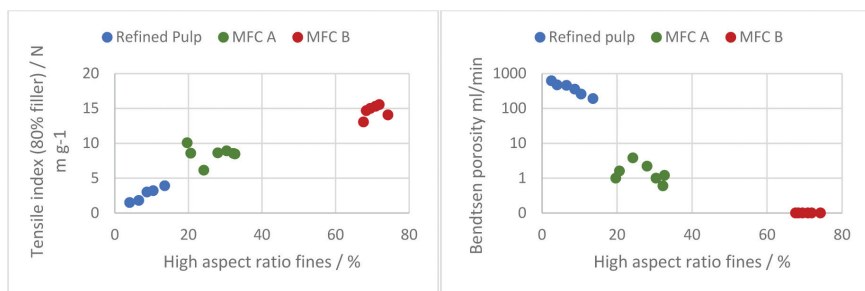 Refined Pulp MFC A MFC B
Tensile index (80% filler) / N
m g-1
20
15
10
5
0
0 20 40 60 80
High aspect ratio fines / %
Refined pulp MFC A MFC B
Bendtsen porosity ml/min
1000
100
10
1
0
0 20 40 60 80
High aspect ratio fines / %